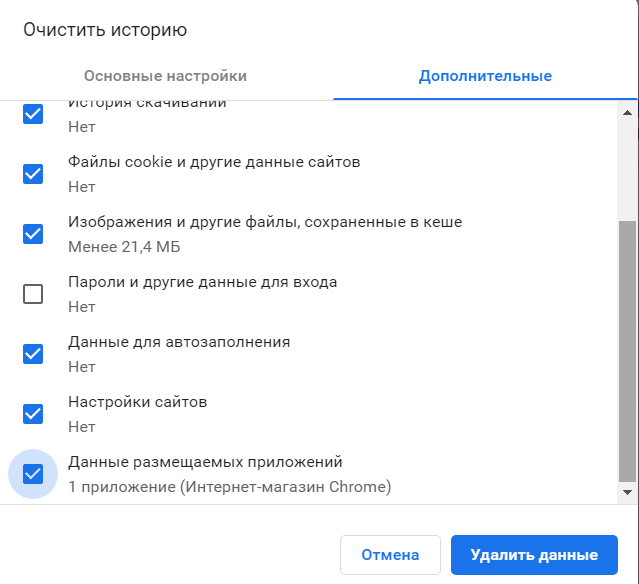 Очистить историю
Основные настройки
Дополнительные
История скачиваний
Нет
Файлы cookie и другие данные сайтов
Нет
Изображения и другие файлы, сохраненные в кеше
Менее 21,4 МБ
Пароли и другие данные для входа
Нет
Данные для автозаполнения
Нет
Настройки сайтов
Нет
Данные размещаемых приложений
1 приложение (Интернет-магазин Chrome)
Отмена
Удалить данные